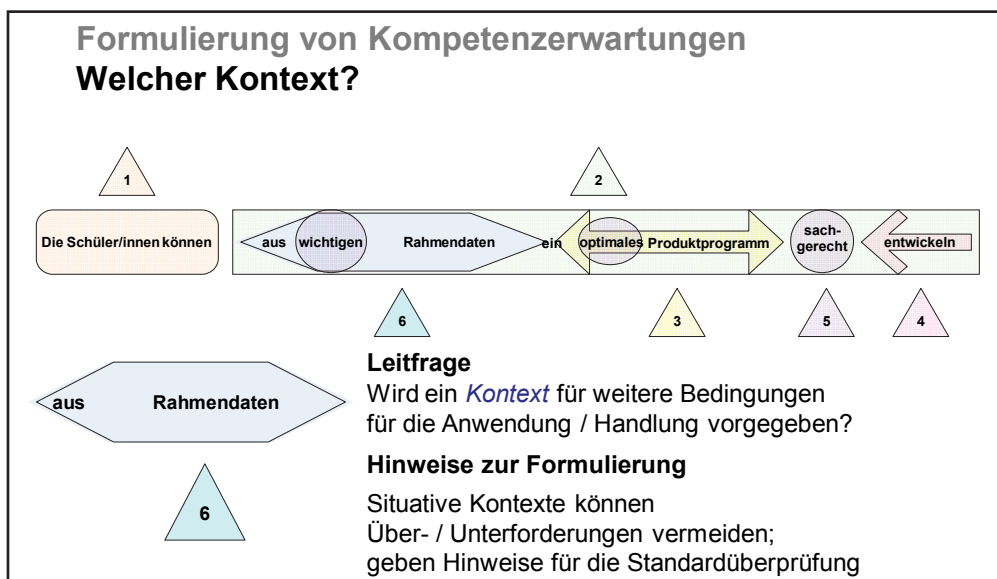 Formulierung von Kompetenzerwartungen
Welcher Kontext?
1
2
Die Schüler/innen können
aus wichtigen Rahmendaten ein optimales Produktprogramm sach-
gerecht entwickeln
6
3
5
4
aus Rahmendaten
6
Leitfrage
Wird ein Kontext für weitere Bedingungen
für die Anwendung / Handlung vorgegeben?
Hinweise zur Formulierung
Situative Kontexte können
Über- / Unterforderungen vermeiden;
geben Hinweise für die Standardüberprüfung